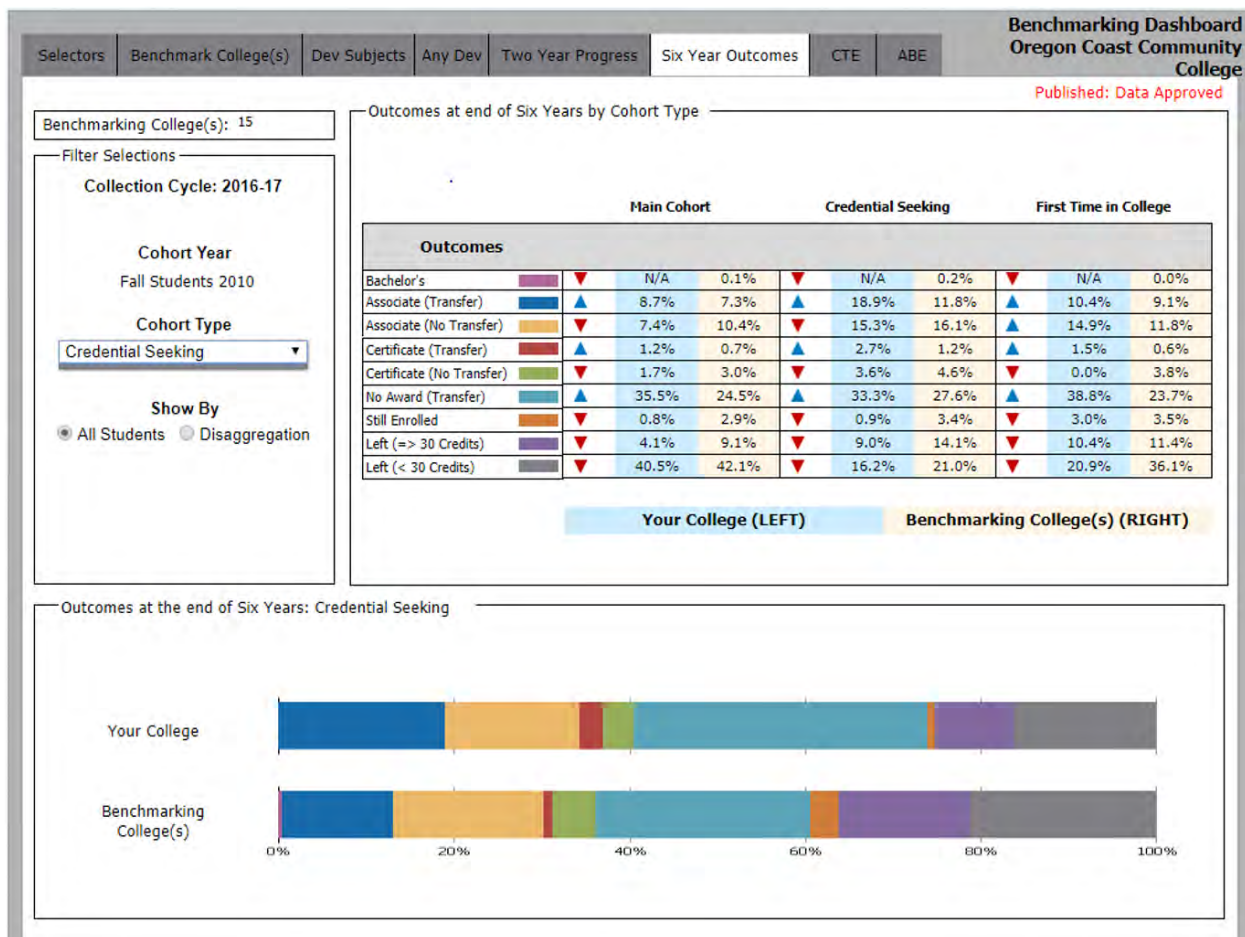 Benchmarking Dashboard
Oregon Coast Community
College
Selectors Benchmark College(s) Dev Subjects Any Dev Two Year Progress Six Year Outcomes CTE ABE
Published: Data Approved
Benchmarking College(s): 15
Filter Selections
Collection Cycle: 2016-17
Cohort Year
Fall Students 2010
Cohort Type
Credential Seeking
Show By
All Students Disaggregation
Outcomes at end of Six Years by Cohort Type
Main Cohort Credential Seeking First Time in College
Outcomes
Bachelor's N/A 0.1% N/A 0.2% N/A 0.0%
Associate (Transfer) 8.7% 7.3% 18.9% 11.8% 10.4% 9.1%
Associate (No Transfer) 7.4% 10.4% 15.3% 16.1% 14.9% 11.8%
Certificate (Transfer) 1.2% 0.7% 2.7% 1.2% 1.5% 0.6%
Certificate (No Transfer) 1.7% 3.0% 3.6% 4.6% 0.0% 3.8%
No Award (Transfer) 35.5% 24.5% 33.3% 27.6% 38.8% 23.7%
Still Enrolled 0.8% 2.9% 0.9% 3.4% 3.0% 3.5%
Left (=> 30 Credits) 4.1% 9.1% 9.0% 14.1% 10.4% 11.4%
Left (< 30 Credits) 40.5% 42.1% 16.2% 21.0% 20.9% 36.1%
Your College (LEFT) Benchmarking College(s) (RIGHT)
Outcomes at the end of Six Years: Credential Seeking
Your College
Benchmarking
College(s)
0% 20% 40% 60% 80% 100%